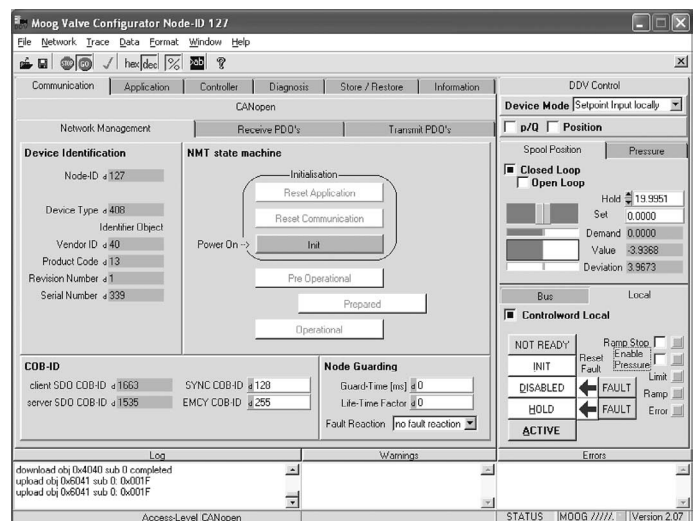 Moog Valve Configurator Node-ID 127
File Network Trace Data Format Window Help
STOP GO hex dec % ?
Communication Application Controller Diagnosis Store / Restore Information
CANopen
Network Management Receive PDO's Transmit PDO's
Device Identification
Node-ID d 127
Device Type d 408
Identifier Object
Vendor ID d 40
Product Code d 13
Revision Number d 1
Serial Number d 339
NMT state machine
Initialisation
Reset Application
Reset Communication
Power On --> Init
Pre Operational
Prepared
Operational
COB-ID
client SDO COB-ID d 1663 SYNC COB-ID d 128
server SDO COB-ID d 1535 EMCY COB-ID d 255
Node Guarding
Guard-Time [ms] d 0
Life-Time Factor d 0
Fault Reaction no fault reaction
DDV Control
Device Mode Setpoint Input locally
p/Q Position
Spool Position Pressure
Closed Loop
Open Loop
Hold 19.9951
Set 0.0000
Demand 0.0000
Value -3.9368
Deviation 3.9673
Bus Local
Controlword Local
NOT READY Ramp Stop
INIT Reset Fault Enable Pressure
DISABLED FAULT Limit
HOLD FAULT Ramp
ACTIVE Error
Log Warnings Errors
download obj 0x4040 sub 0 completed
upload obj 0x6041 sub 0: 0x001F
upload obj 0x6041 sub 0: 0x001F
Access-Level CANopen STATUS MOOG /////. Version 2.07